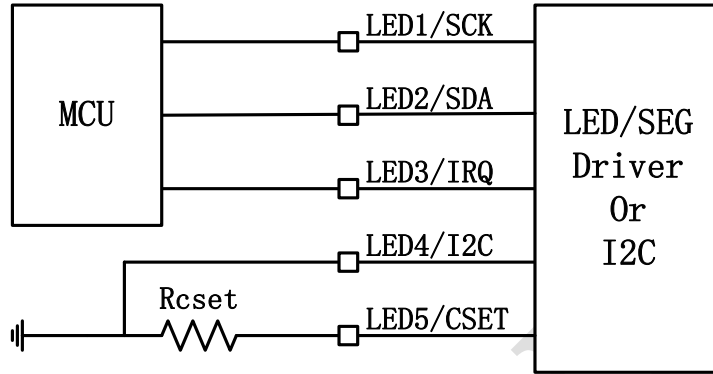 LED1/SCK
LED2/SDA
MCU
LED3/IRQ
LED4/I2C
Rcset
LED5/CSET
LED/SEG
Driver
Or
I2C